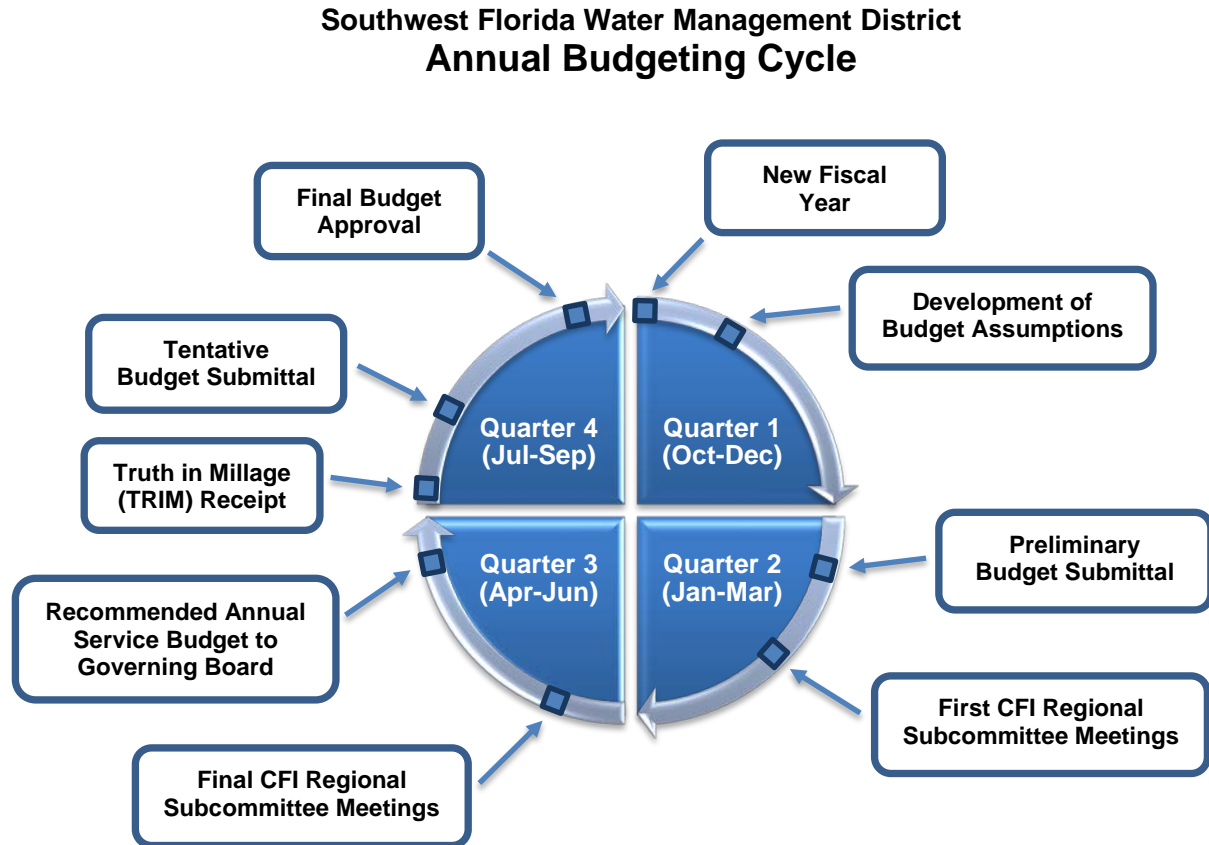 Southwest Florida Water Management District
Annual Budgeting Cycle
New Fiscal
Year
Development of
Budget Assumptions
Preliminary
Budget Submittal
First CFI Regional
Subcommittee Meetings
Final CFI Regional
Subcommittee Meetings
Recommended Annual
Service Budget to
Governing Board
Truth in Millage
(TRIM) Receipt
Tentative
Budget Submittal
Final Budget
Approval
Quarter 4
(Jul-Sep)
Quarter 1
(Oct-Dec)
Quarter 3
(Apr-Jun)
Quarter 2
(Jan-Mar)